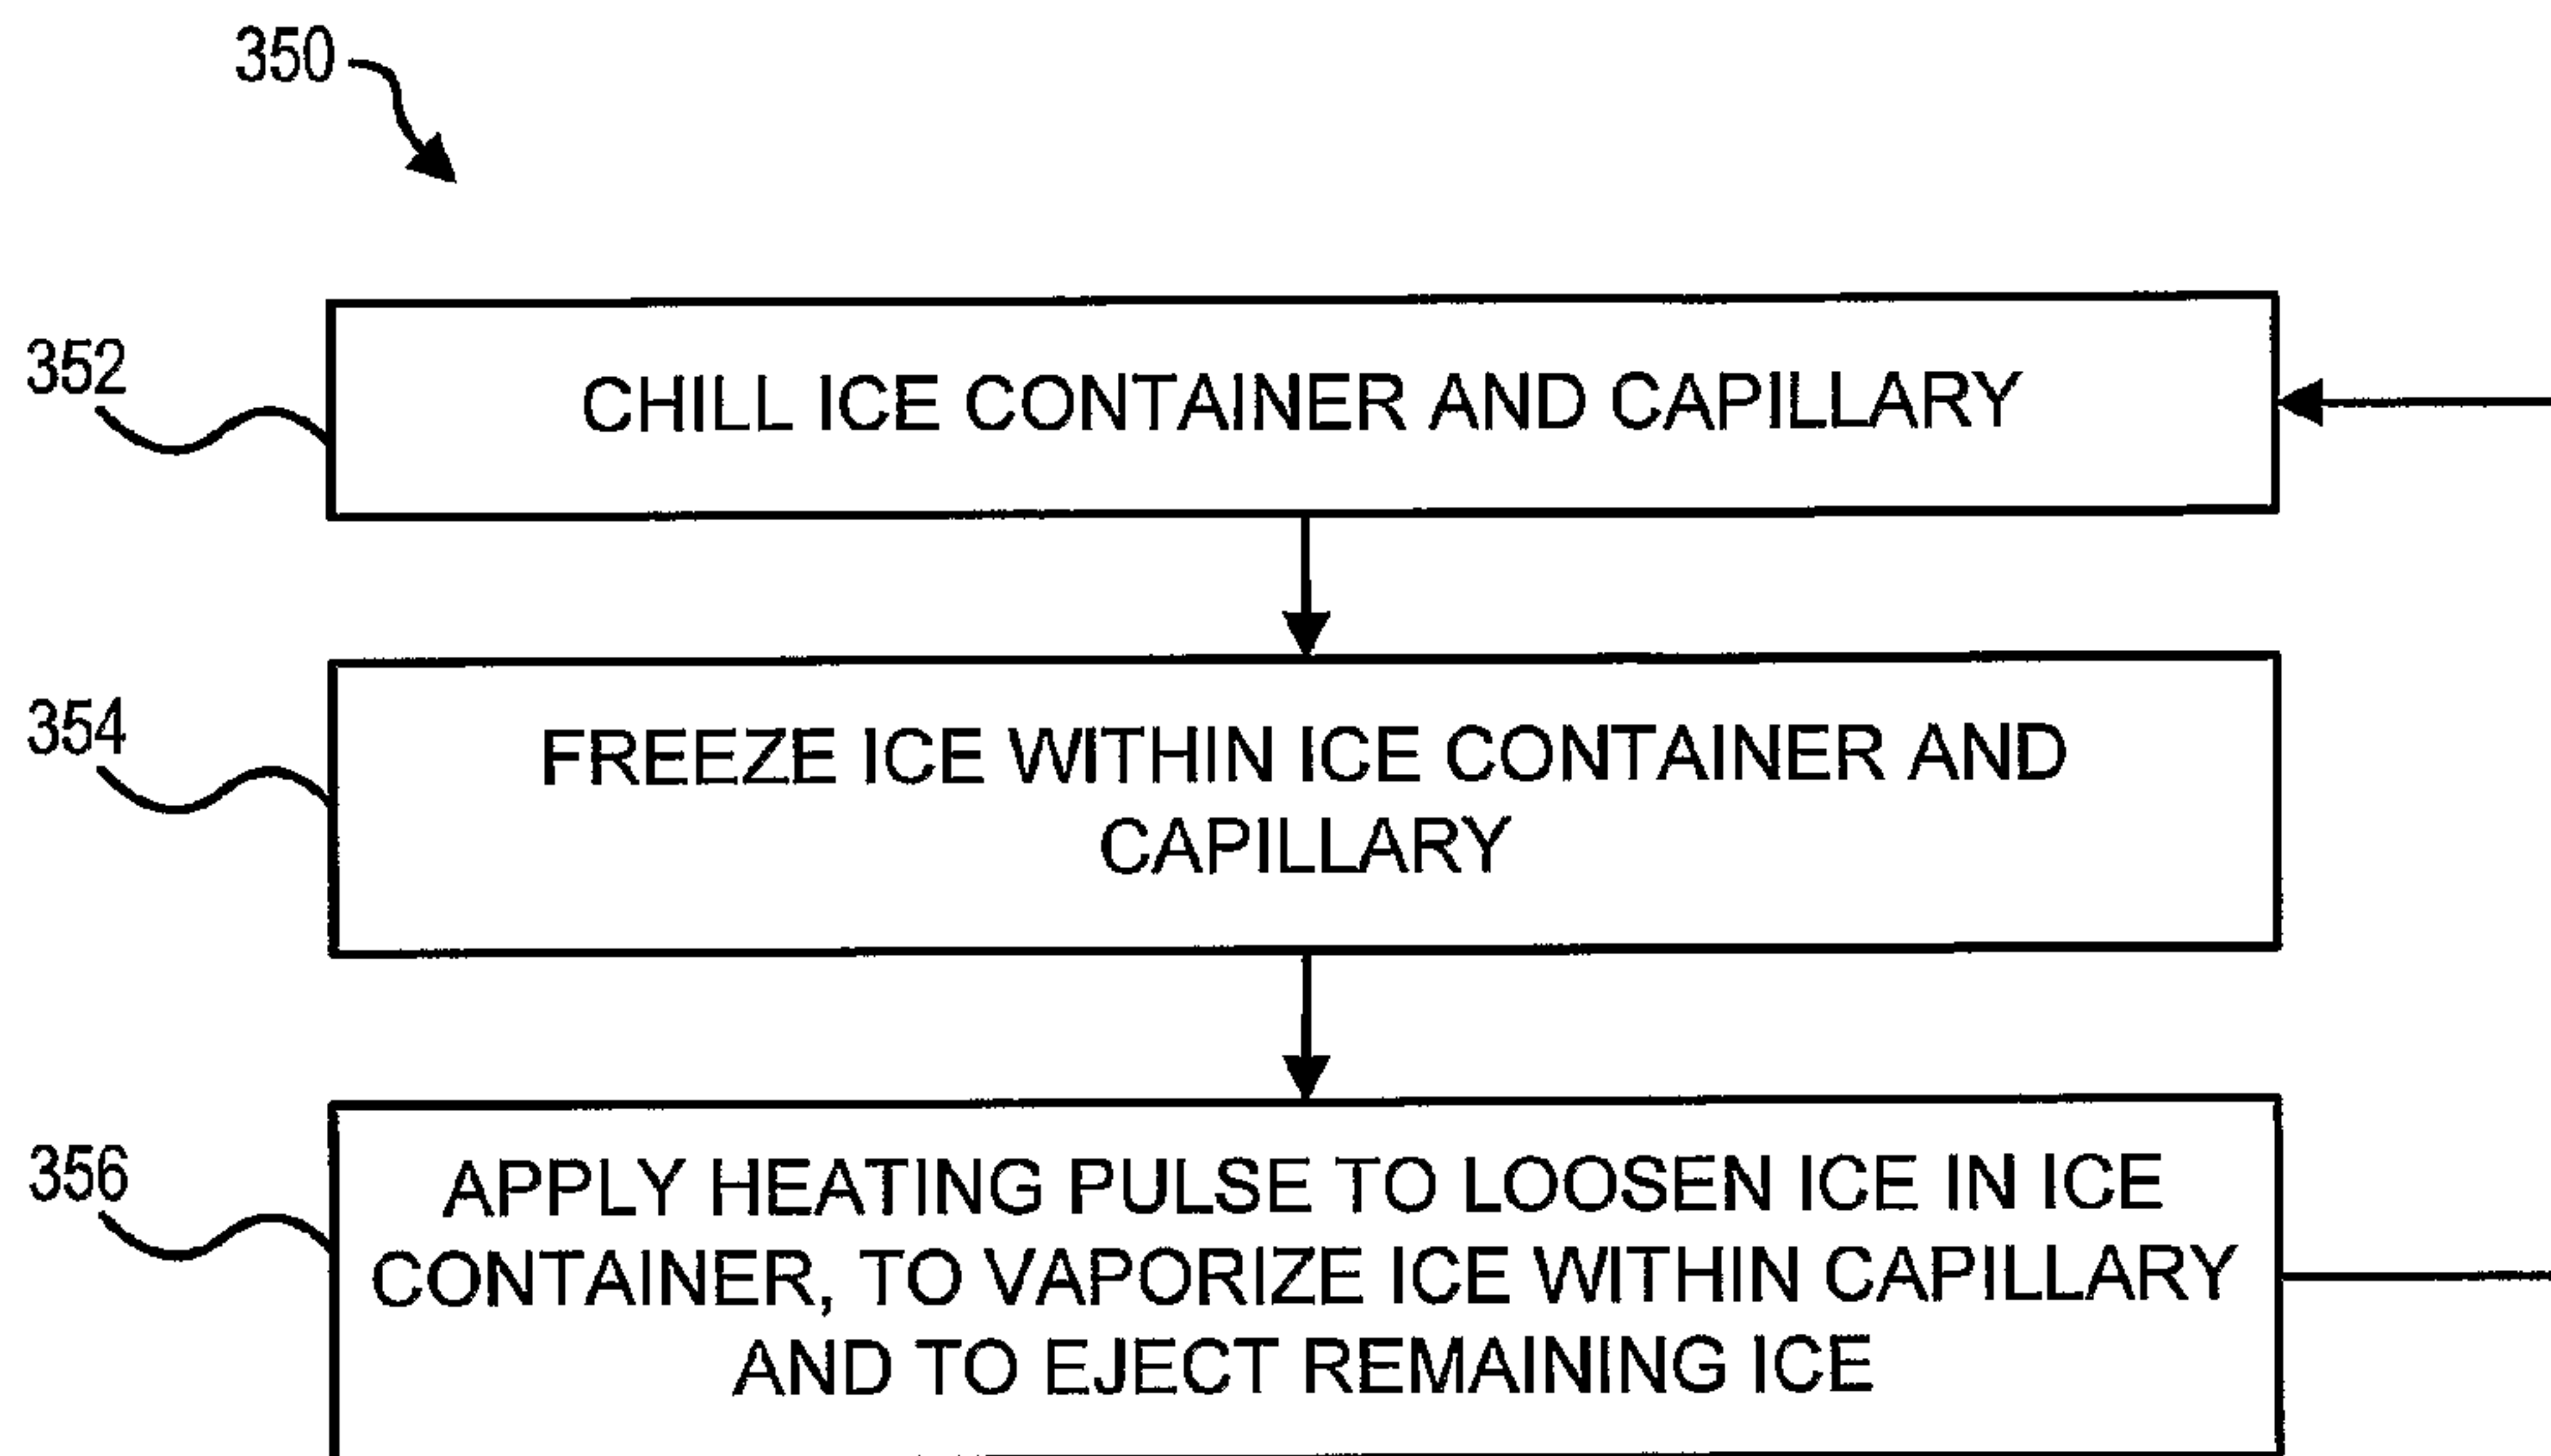 350
352
CHILL ICE CONTAINER AND CAPILLARY
354
FREEZE ICE WITHIN ICE CONTAINER AND
CAPILLARY
356
APPLY HEATING PULSE TO LOOSEN ICE IN ICE
CONTAINER, TO VAPORIZE ICE WITHIN CAPILLARY
AND TO EJECT REMAINING ICE